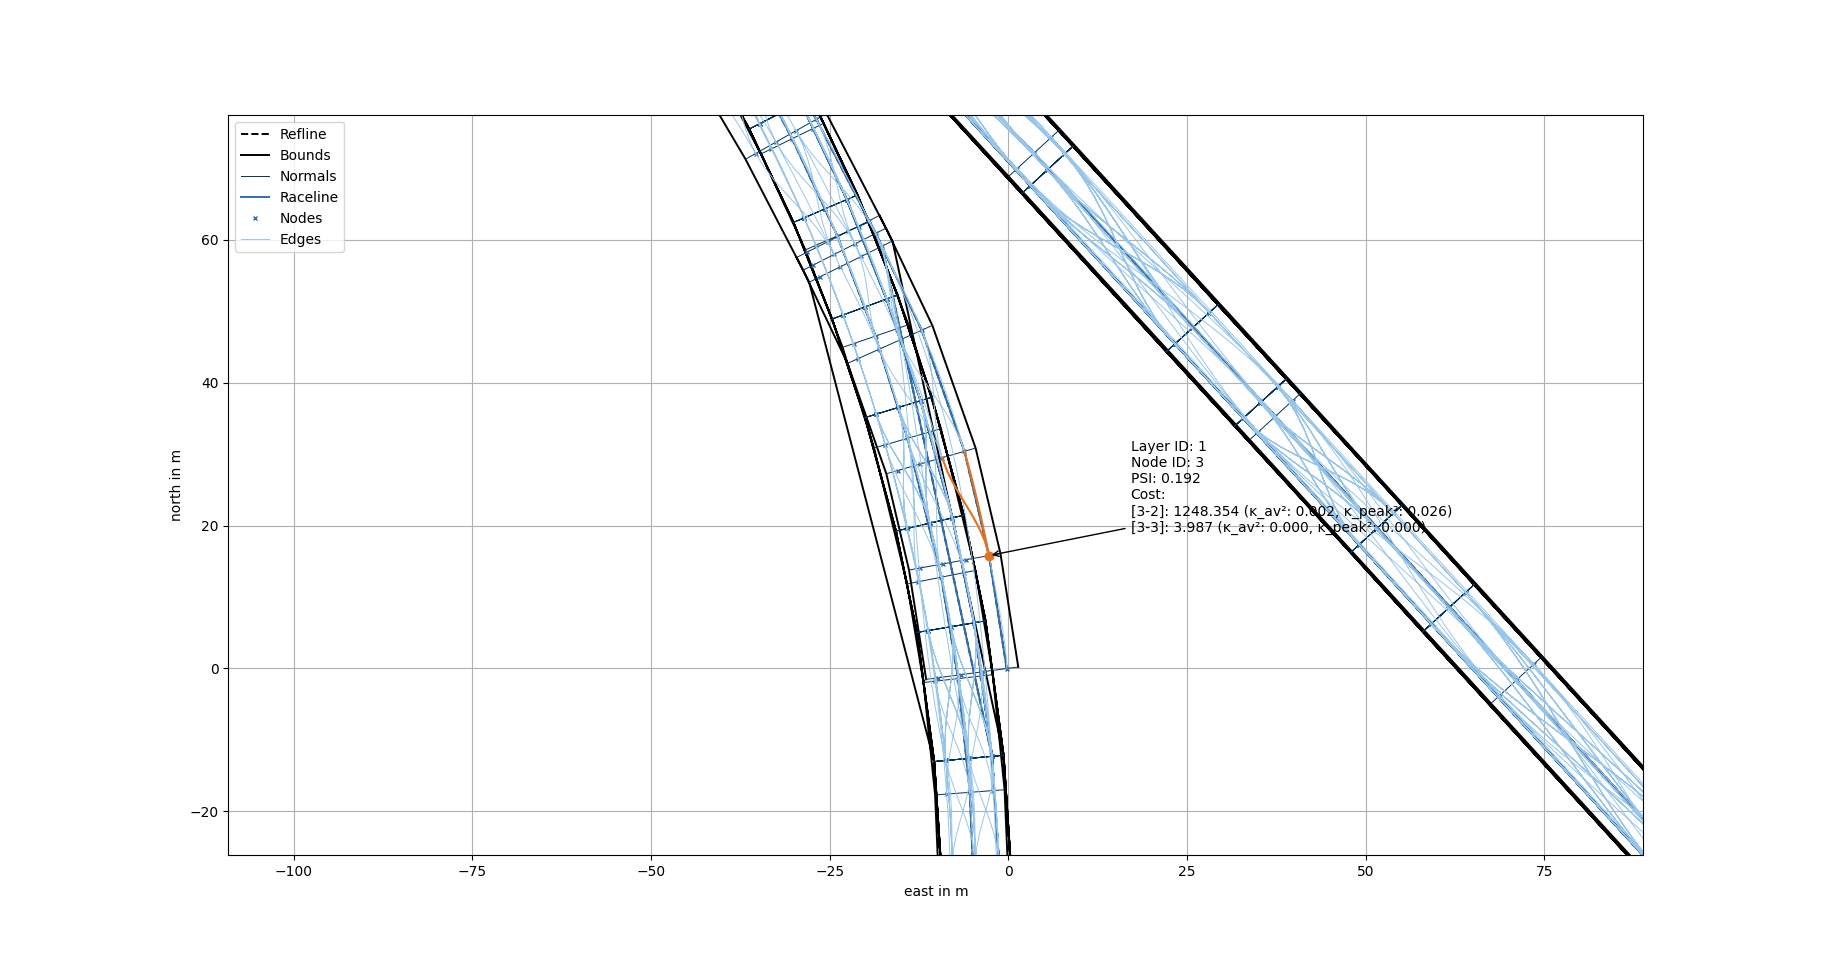 Refline
Bounds
Normals
Raceline
Nodes
Edges
60
40
20
0
−20
north in m
Layer ID: 1
Node ID: 3
PSI: 0.192
Cost:
[3-2]: 1248.354 (κ_av²: 0.002, κ_peak²: 0.026)
[3-3]: 3.987 (κ_av²: 0.000, κ_peak²: 0.000)
−100 −75 −50 −25 0 25 50 75
east in m